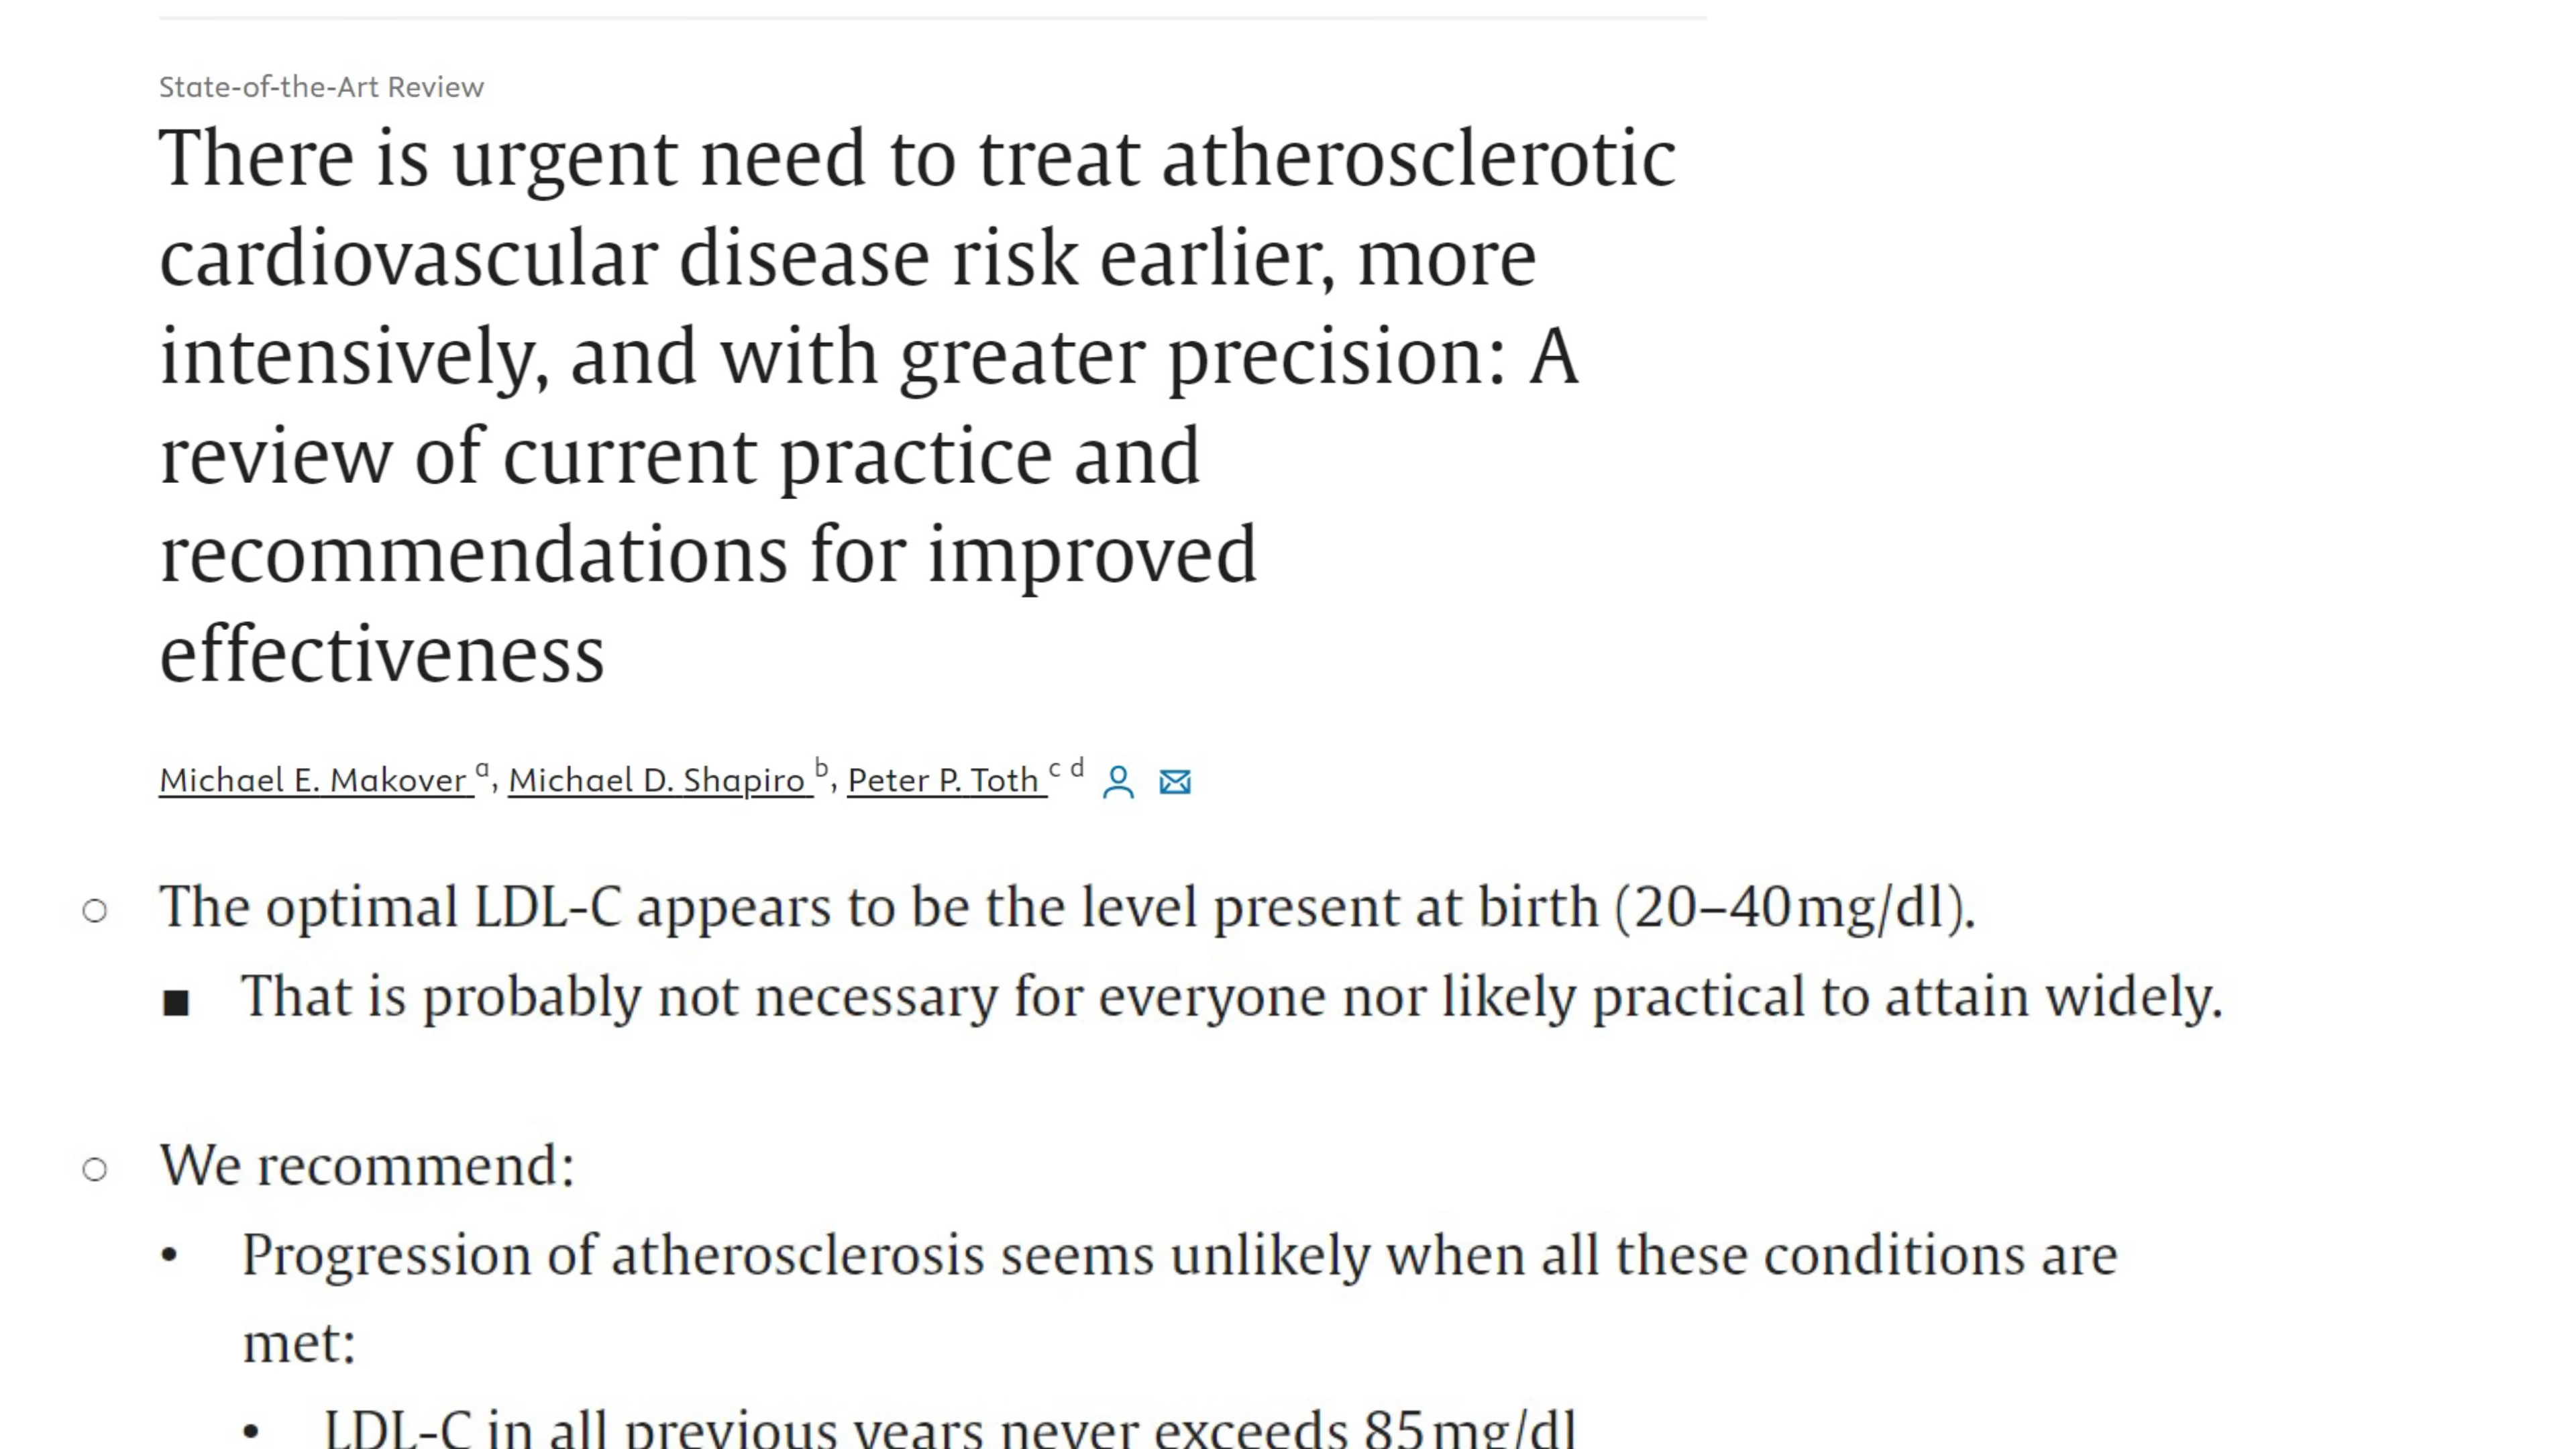 State-of-the-Art Review
There is urgent need to treat atherosclerotic
cardiovascular disease risk earlier, more
intensively, and with greater precision: A
review of current practice and
recommendations for improved
effectiveness
Michael E. Makover a, Michael D. Shapiro b, Peter P. Toth c d
○ The optimal LDL-C appears to be the level present at birth (20–40 mg/dl).
■ That is probably not necessary for everyone nor likely practical to attain widely.
○ We recommend:
• Progression of atherosclerosis seems unlikely when all these conditions are
met:
• LDL-C in all previous years never exceeds 85 mg/dl